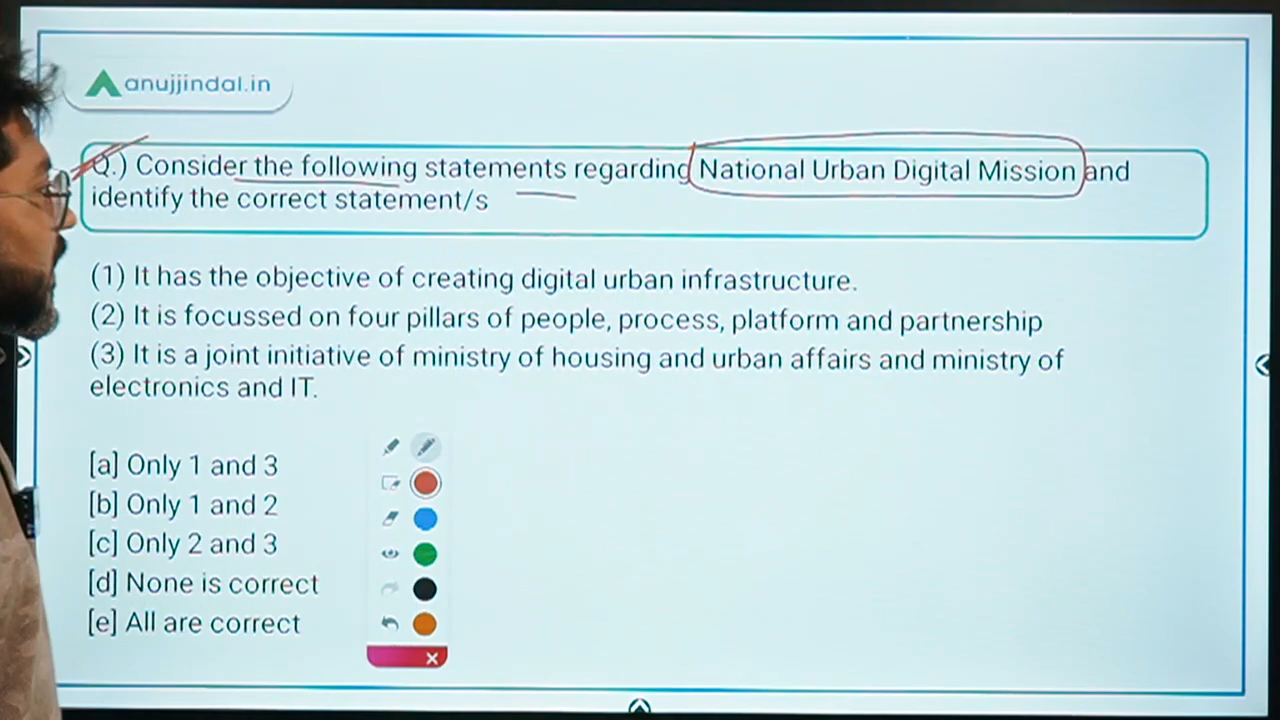 anujjindal.in
Q.) Consider the following statements regarding National Urban Digital Mission and
identify the correct statement/s
(1) It has the objective of creating digital urban infrastructure.
(2) It is focussed on four pillars of people, process, platform and partnership
(3) It is a joint initiative of ministry of housing and urban affairs and ministry of
electronics and IT.
[a] Only 1 and 3
[b] Only 1 and 2
[c] Only 2 and 3
[d] None is correct
[e] All are correct